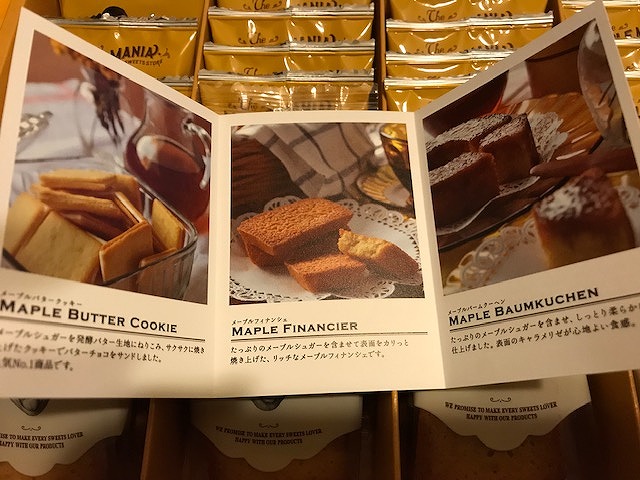 The
The
MANIA
SWEETS STORE
The
The
メープルバタークッキー
MAPLE BUTTER COOKIE
メープルシュガーを発酵バター生地にねりこみ、サクサクに焼き
げたクッキーでバターチョコをサンドしました。
気No.1商品です。
メープルフィナンシェ
MAPLE FINANCIER
たっぷりのメープルシュガーを含ませて表面をカリっと
焼き上げた、リッチなメープルフィナンシェです。
メープルバームクーヘン
MAPLE BAUMKUCHEN
たっぷりのメープルシュガーを含ませ、しっとり柔らか
仕上げました。表面のキャラメリゼが心地よい食感。
WE PROMISE TO MAKE EVERY SWEETS LOVER
HAPPY WITH OUR PRODUCTS
WE PROMISE TO MAKE EVERY SWEETS LOVER
HAPPY WITH OUR PRODUCTS
WE PROMISE TO MAKE EVERY SWEETS LOVER
HAPPY WITH OUR PRODUCTS